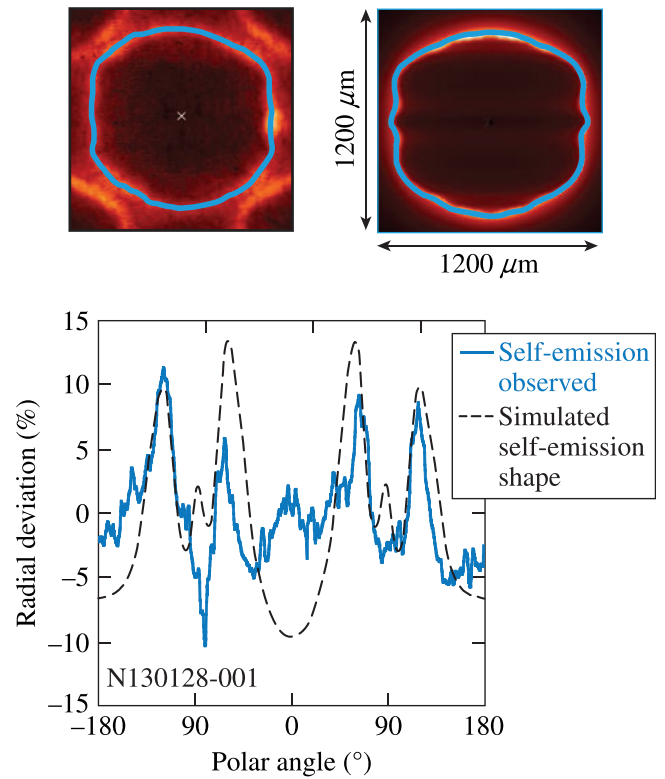 1200 μm
1200 μm
15
10
5
0
−5
−10
−15
Radial deviation (%)
Self-emission
observed
Simulated
self-emission
shape
N130128-001
−180 90 0 90 180
Polar angle (°)